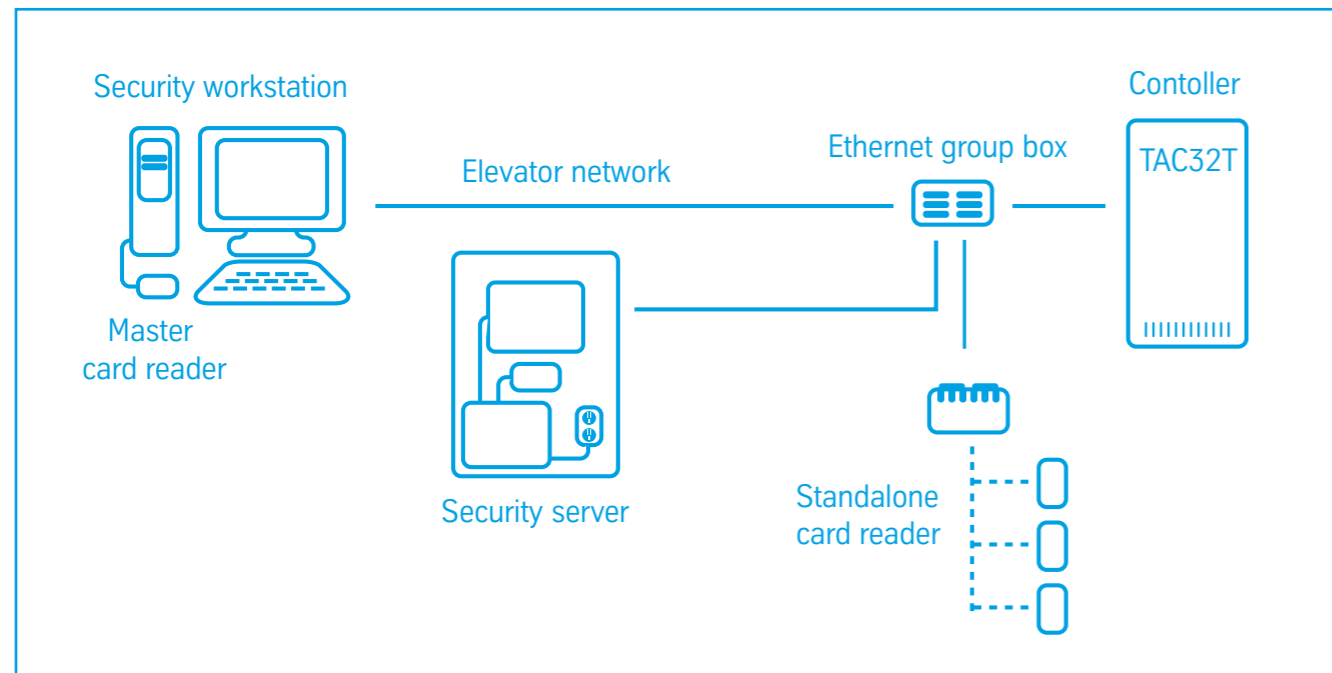 Security workstation
Contoller
Ethernet group box
TAC32T
Elevator network
Master
card reader
Security server
Standalone
card reader